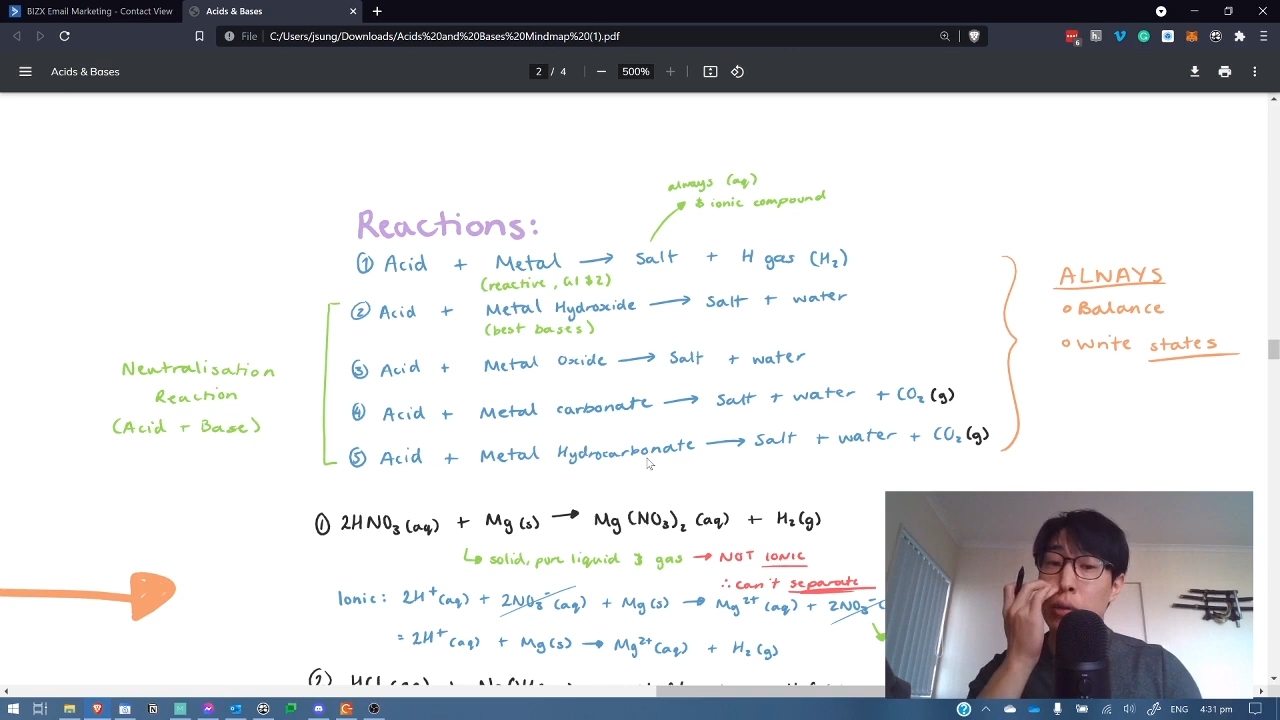 BIZX Email Marketing - Contact View
Acids & Bases
File C:/Users/jsung/Downloads/Acids%20and%20Bases%20Mindmap%20(1).pdf
6
Acids & Bases
2 / 4
500%
always (aq)
& ionic compound
Reactions:
① Acid + Metal → Salt + H gas (H₂)
(reactive, G1 & 2)
② Acid + Metal Hydroxide → Salt + water
(best bases)
③ Acid + Metal Oxide → Salt + water
④ Acid + Metal carbonate → Salt + water + CO₂ (g)
⑤ Acid + Metal Hydrocarbonate → Salt + water + CO₂ (g)
Neutralisation
Reaction
(Acid + Base)
ALWAYS
Balance
Write states
① 2HNO₃ (aq) + Mg (s) → Mg (NO₃)₂ (aq) + H₂ (g)
↳ solid, pure liquid & gas → NOT IONIC
∴ can't separate
Ionic: 2H⁺ (aq) + 2NO₃⁻ (aq) + Mg (s) → Mg²⁺ (aq) + 2NO₃⁻
= 2H⁺ (aq) + Mg (s) → Mg²⁺ (aq) + H₂ (g)
ENG 4:31 pm